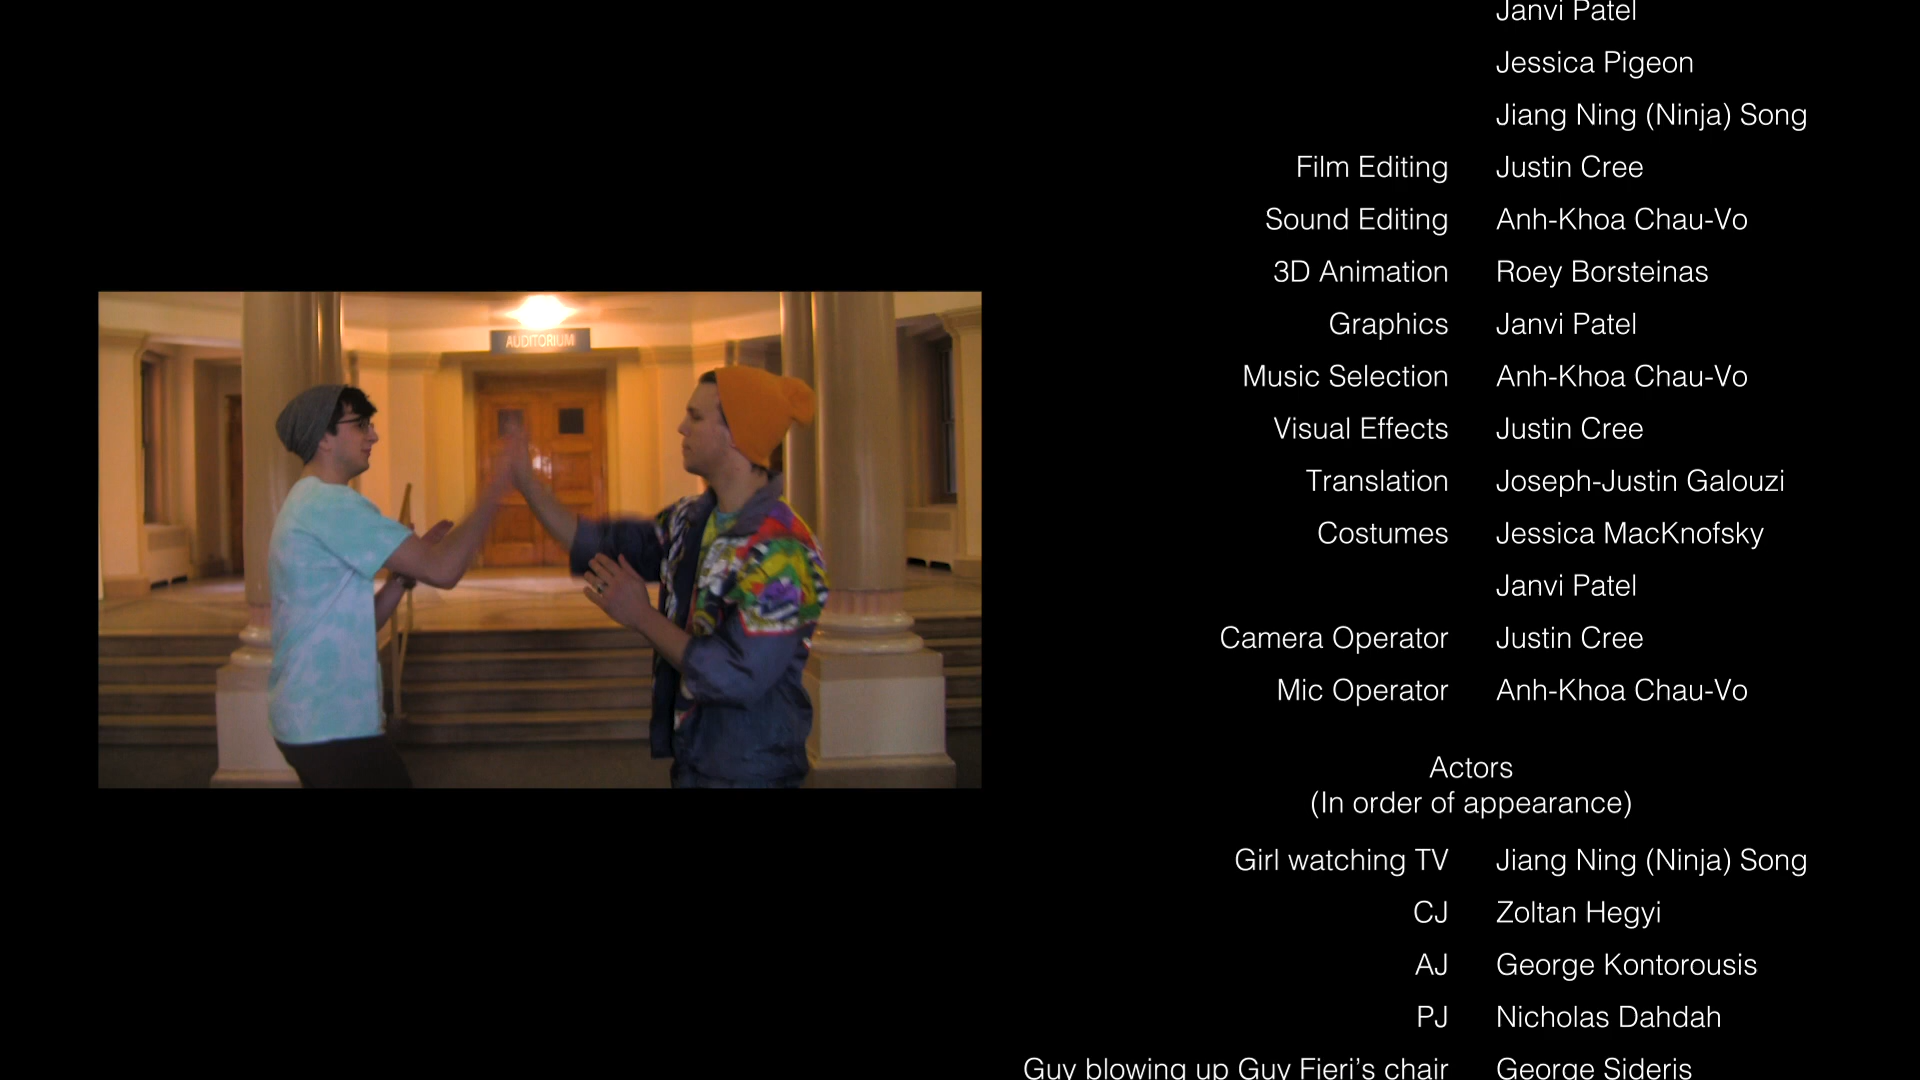 Janvi Patel
Jessica Pigeon
Jiang Ning (Ninja) Song
Film Editing Justin Cree
Sound Editing Anh-Khoa Chau-Vo
3D Animation Roey Borsteinas
Graphics Janvi Patel
Music Selection Anh-Khoa Chau-Vo
Visual Effects Justin Cree
Translation Joseph-Justin Galouzi
Costumes Jessica MacKnofsky
Janvi Patel
Camera Operator Justin Cree
Mic Operator Anh-Khoa Chau-Vo
Actors
(In order of appearance)
Girl watching TV Jiang Ning (Ninja) Song
CJ Zoltan Hegyi
AJ George Kontorousis
PJ Nicholas Dahdah
Guy blowing up Guy Fieri's chair George Sideris
AUDITORIUM